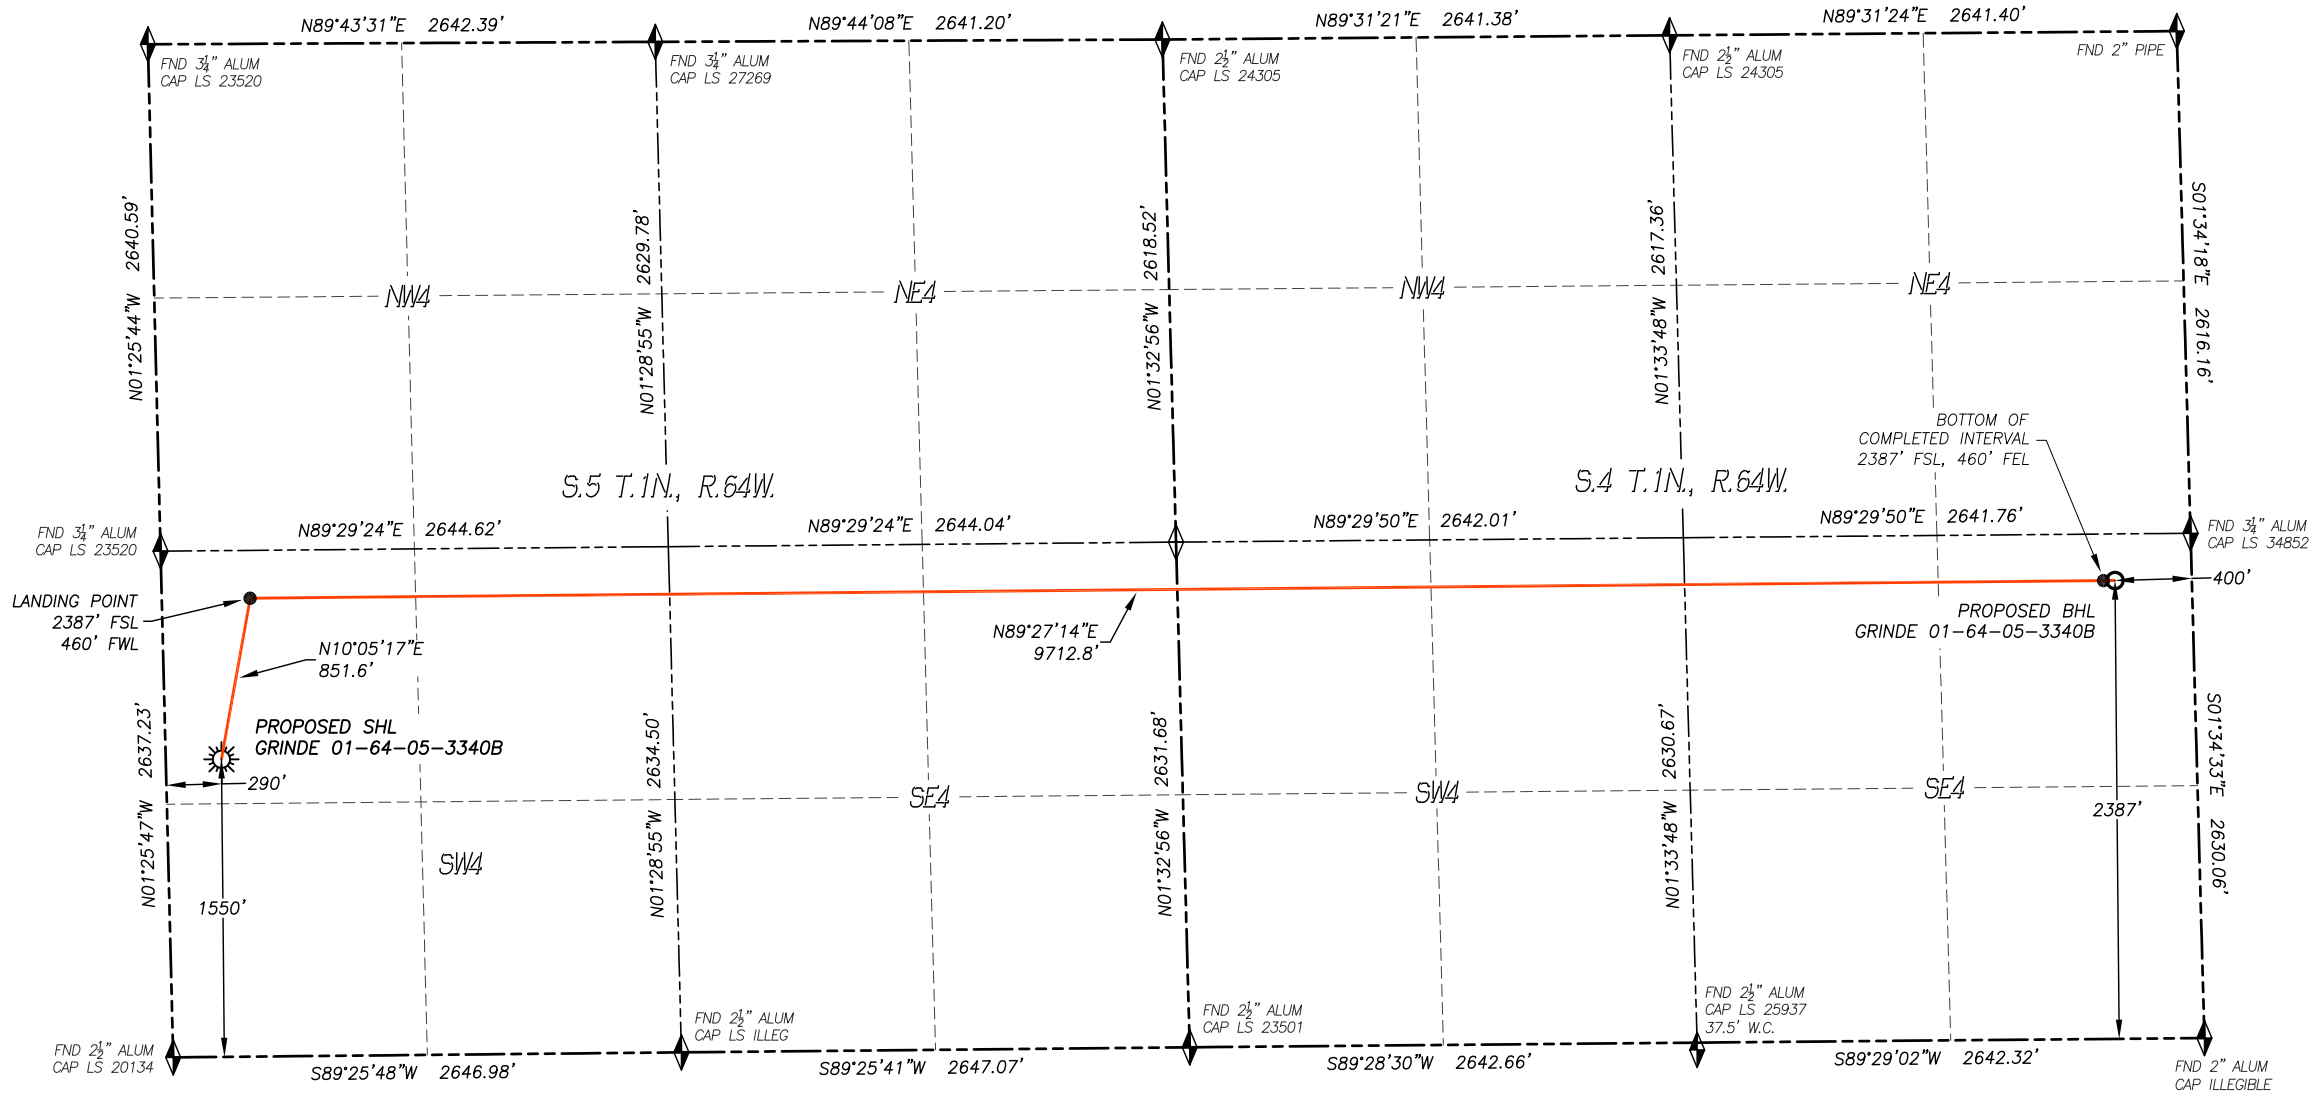 N89°43'31"E 2642.39'
N89°44'08"E 2641.20'
N89°31'21"E 2641.38'
N89°31'24"E 2641.40'
FND 3¼" ALUM
CAP LS 23520
FND 3¼" ALUM
CAP LS 27269
FND 2½" ALUM
CAP LS 24305
FND 2½" ALUM
CAP LS 24305
FND 2" PIPE
N01°25'44"W 2640.59'
N01°28'55"W 2629.78'
N01°32'56"W 2618.52'
N01°33'48"W 2617.36'
S01°34'18"E 2616.16'
NW4
NE4
NW4
NE4
BOTTOM OF
COMPLETED INTERVAL
2387' FSL, 460' FEL
S.5 T.1N., R.64W.
S.4 T.1N., R.64W.
FND 3¼" ALUM
CAP LS 23520
N89°29'24"E 2644.62'
N89°29'24"E 2644.04'
N89°29'50"E 2642.01'
N89°29'50"E 2641.76'
FND 3¼" ALUM
CAP LS 34852
400'
LANDING POINT
2387' FSL
460' FWL
N10°05'17"E
851.6'
N89°27'14"E
9712.8'
PROPOSED BHL
GRINDE 01-64-05-3340B
PROPOSED SHL
GRINDE 01-64-05-3340B
290'
N01°25'47"W 2637.23'
N01°28'55"W 2634.50'
N01°32'56"W 2631.68'
N01°33'48"W 2630.67'
S01°34'33"E 2630.06'
SE4
SW4
SE4
2387'
SW4
1550'
FND 2½" ALUM
CAP LS 20134
FND 2½" ALUM
CAP LS ILLEG
FND 2½" ALUM
CAP LS 23501
FND 2½" ALUM
CAP LS 25937
37.5' W.C.
S89°25'48"W 2646.98'
S89°25'41"W 2647.07'
S89°28'30"W 2642.66'
S89°29'02"W 2642.32'
FND 2" ALUM
CAP ILLEGIBLE